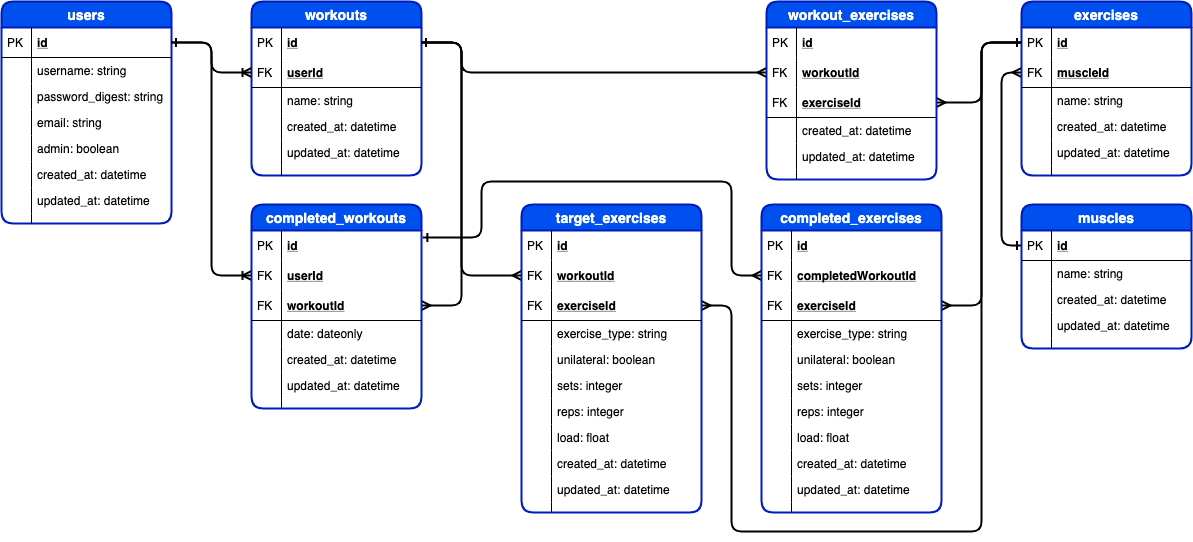 users
PK id
username: string
password_digest: string
email: string
admin: boolean
created_at: datetime
updated_at: datetime
workouts
PK id
FK userId
name: string
created_at: datetime
updated_at: datetime
workout_exercises
PK id
FK workoutId
FK exerciseId
created_at: datetime
updated_at: datetime
exercises
PK id
FK muscleId
name: string
created_at: datetime
updated_at: datetime
completed_workouts
PK id
FK userId
FK workoutId
date: dateonly
created_at: datetime
updated_at: datetime
target_exercises
PK id
FK workoutId
FK exerciseId
exercise_type: string
unilateral: boolean
sets: integer
reps: integer
load: float
created_at: datetime
updated_at: datetime
completed_exercises
PK id
FK completedWorkoutId
FK exerciseId
exercise_type: string
unilateral: boolean
sets: integer
reps: integer
load: float
created_at: datetime
updated_at: datetime
muscles
PK id
name: string
created_at: datetime
updated_at: datetime